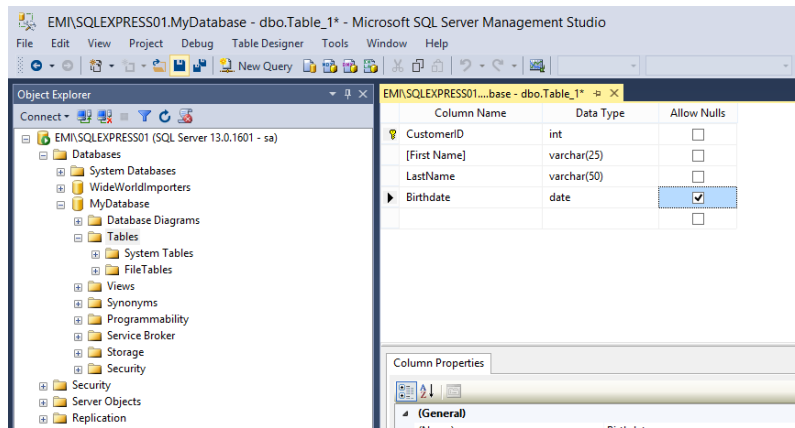 EMI\SQLEXPRESS01.MyDatabase - dbo.Table_1* - Microsoft SQL Server Management Studio
File Edit View Project Debug Table Designer Tools Window Help
New Query
Object Explorer
EMI\SQLEXPRESS01....base - dbo.Table_1*
Connect
Column Name Data Type Allow Nulls
EMI\SQLEXPRESS01 (SQL Server 13.0.1601 - sa)
CustomerID int
Databases
[First Name] varchar(25)
System Databases
LastName varchar(50)
WideWorldImporters
Birthdate date
MyDatabase
Database Diagrams
Tables
System Tables
FileTables
Views
Synonyms
Programmability
Service Broker
Storage
Security
Security
Server Objects
Replication
Column Properties
(General)